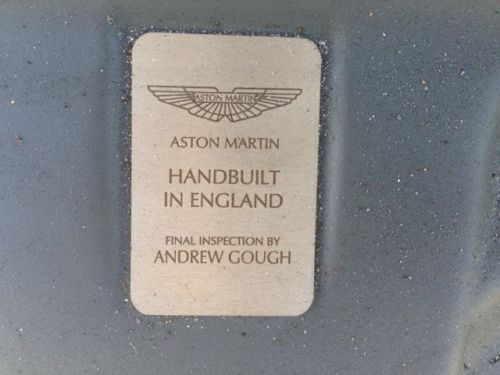 ASTON MARTIN
ASTON MARTIN
HANDBUILT
IN ENGLAND
FINAL INSPECTION BY
ANDREW GOUGH